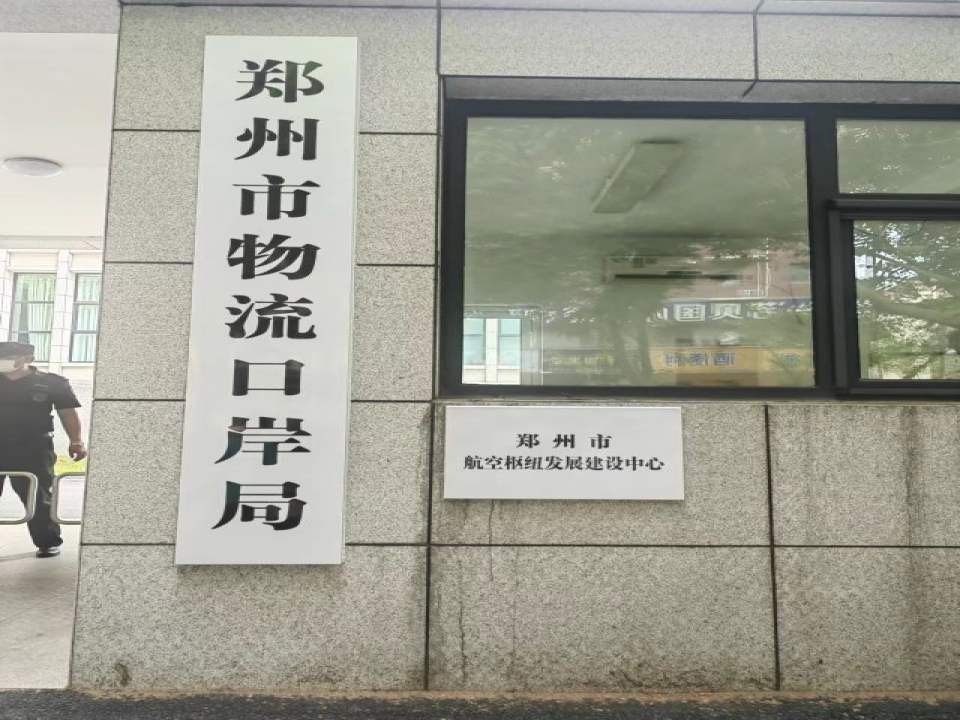 郑州市物流口岸局
郑州市
航空枢纽发展建设中心